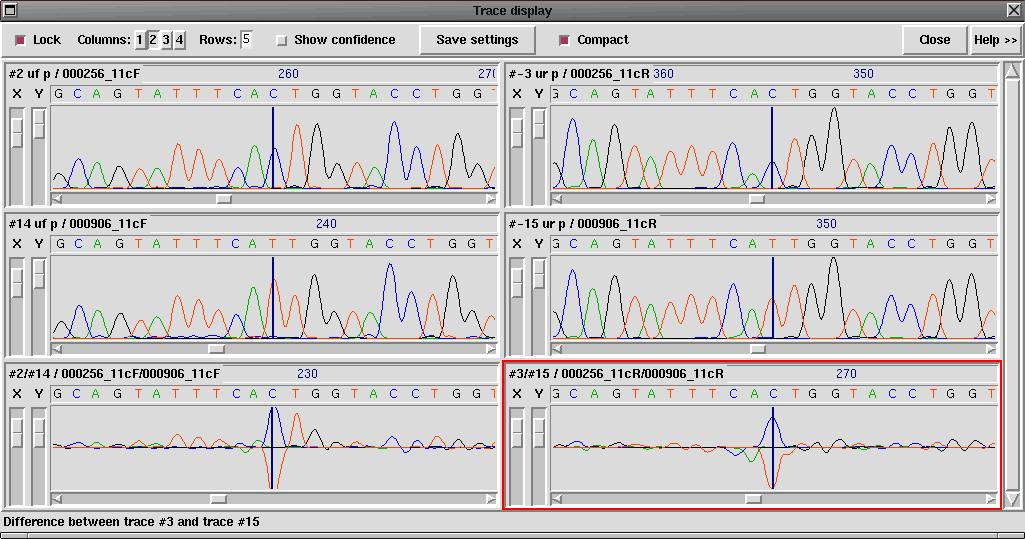 Trace display
Lock Columns: 1 2 3 4 Rows: 5 Show confidence Save settings Compact Close Help >>
#2 uf p / 000256_11cF 260 270
X Y G C A G T A T T T C A C T G G T A C C T G G T
#-3 ur p / 000256_11cR 360 350
X Y G C A G T A T T T C A C T G G T A C C T G G T
#14 uf p / 000906_11cF 240
X Y G C A G T A T T T C A T T G G T A C C T G G T
#-15 ur p / 000906_11cR 350
X Y G C A G T A T T T C A T T G G T A C C T G G T
#2/#14 / 000256_11cF/000906_11cF 230
X Y G C A G T A T T T C A C T G G T A C C T G G T
#3/#15 / 000256_11cR/000906_11cR 270
X Y G C A G T A T T T C A C T G G T A C C T G G T
Difference between trace #3 and trace #15